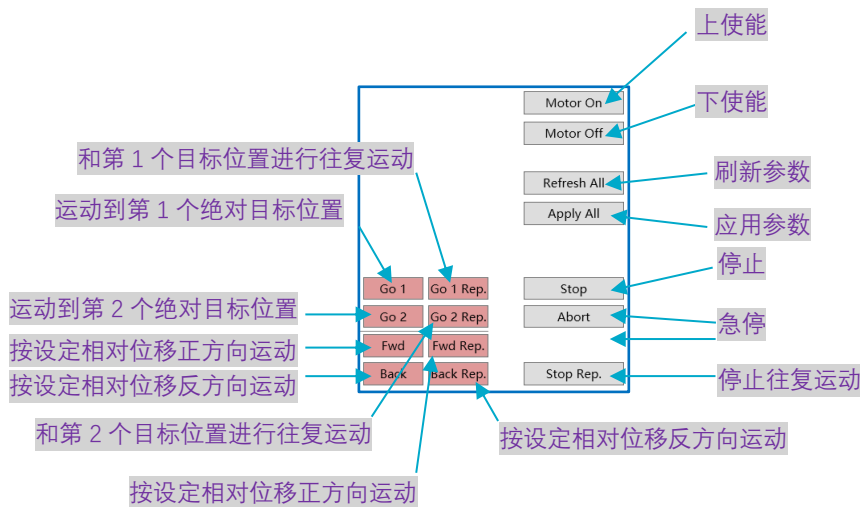 上使能
Motor On
下使能
Motor Off
和第 1 个目标位置进行往复运动
刷新参数
Refresh All
运动到第 1 个绝对目标位置
Apply All
应用参数
停止
Go 1
Go 1 Rep.
Stop
运动到第 2 个绝对目标位置
Go 2
Go 2 Rep.
Abort
急停
按设定相对位移正方向运动
Fwd
Fwd Rep.
按设定相对位移反方向运动
Back
Back Rep.
Stop Rep.
停止往复运动
和第 2 个目标位置进行往复运动
按设定相对位移反方向运动
按设定相对位移正方向运动